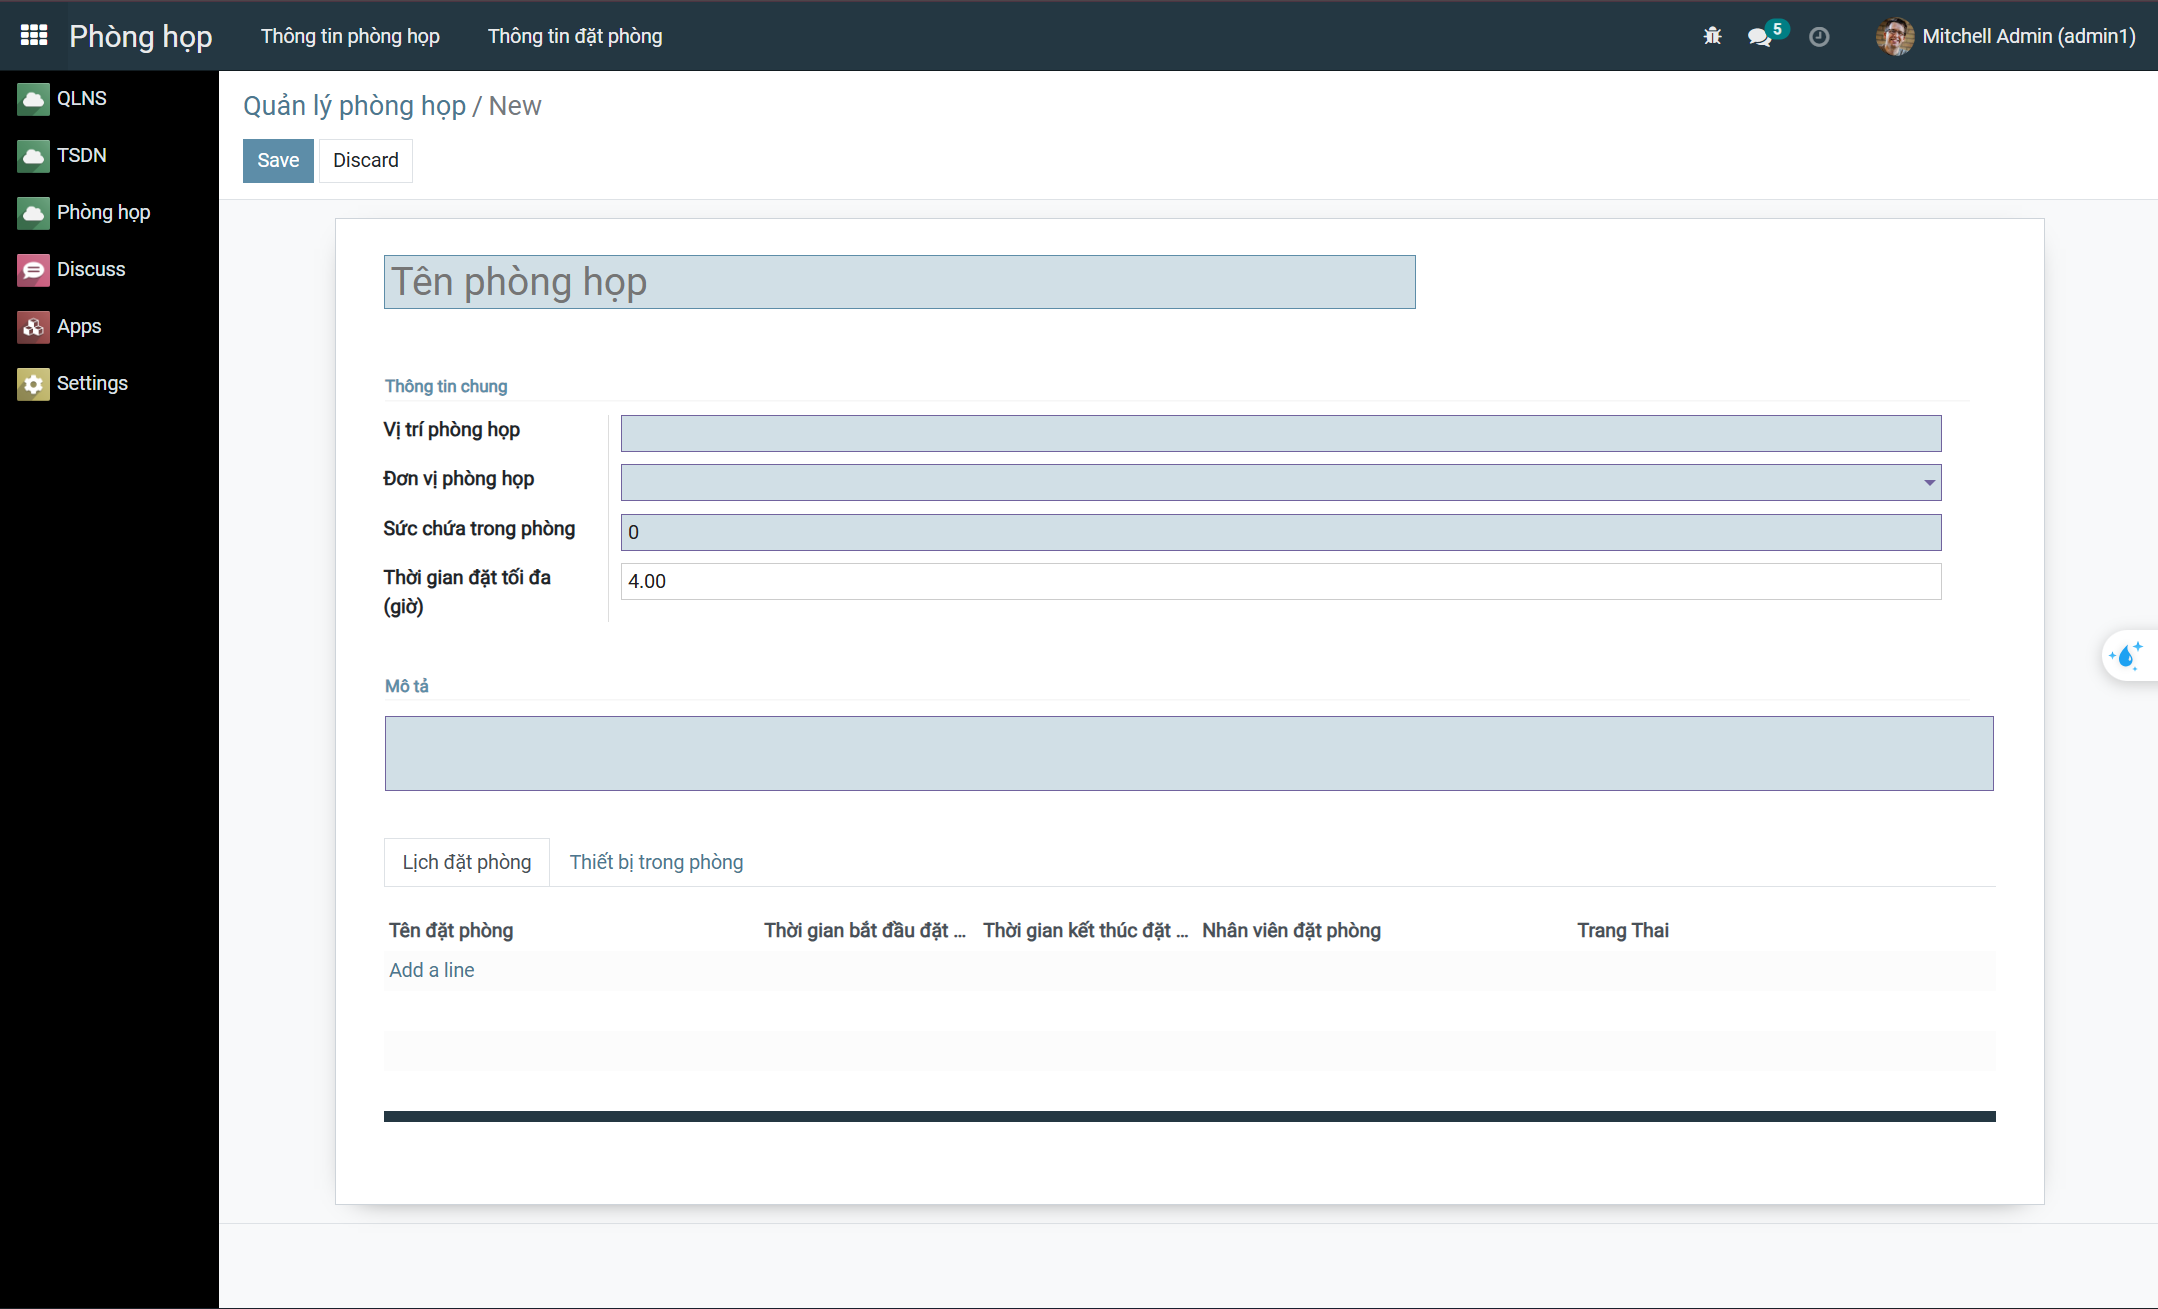 Phòng họp
Thông tin phòng họp
Thông tin đặt phòng
5
Mitchell Admin (admin1)
QLNS
TSDN
Phòng họp
Discuss
Apps
Settings
Quản lý phòng họp / New
Save
Discard
Tên phòng họp
Thông tin chung
Vị trí phòng họp
Đơn vị phòng họp
Sức chứa trong phòng
0
Thời gian đặt tối đa
(giờ)
4.00
Mô tả
Lịch đặt phòng
Thiết bị trong phòng
Tên đặt phòng
Thời gian bắt đầu đặt ...
Thời gian kết thúc đặt ...
Nhân viên đặt phòng
Trang Thai
Add a line